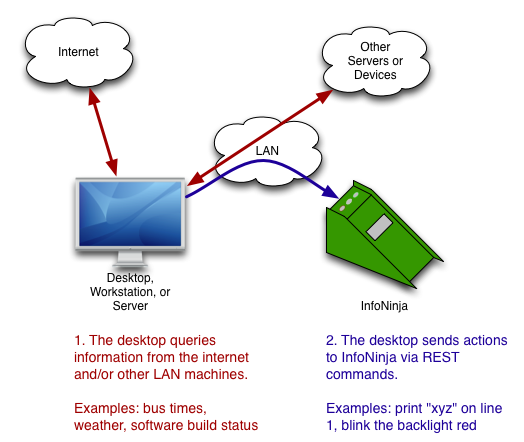 Internet
Other
Servers or
Devices
LAN
Desktop,
Workstation, or
Server
InfoNinja
1. The desktop queries
information from the internet
and/or other LAN machines.
Examples: bus times,
weather, software build status
2. The desktop sends actions
to InfoNinja via REST
commands.
Examples: print "xyz" on line
1, blink the backlight red